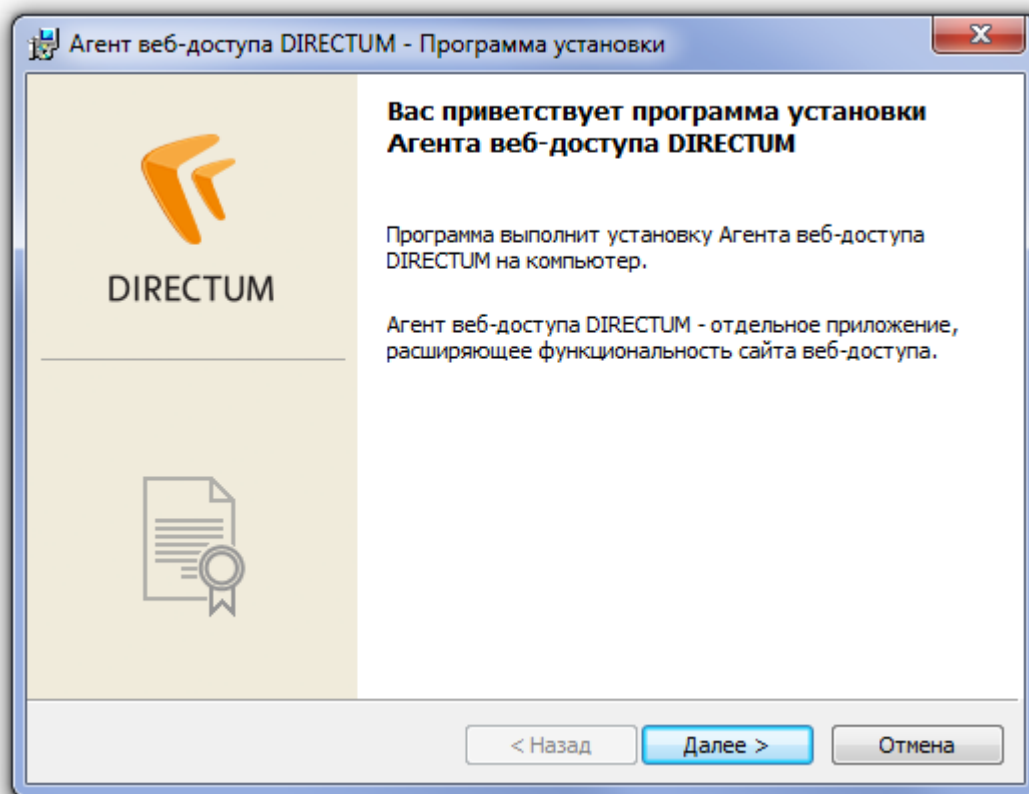 Агент веб-доступа DIRECTUM - Программа установки
DIRECTUM
Вас приветствует программа установки
Агента веб-доступа DIRECTUM
Программа выполнит установку Агента веб-доступа
DIRECTUM на компьютер.
Агент веб-доступа DIRECTUM - отдельное приложение,
расширяющее функциональность сайта веб-доступа.
< Назад
Далее >
Отмена